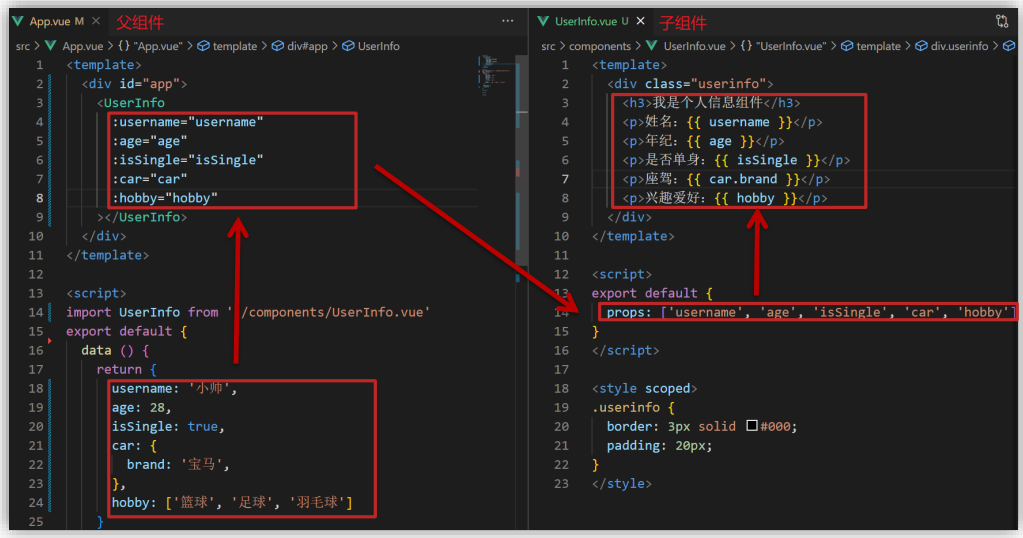 App.vue M
父组件
src > App.vue > {} "App.vue" > template > div#app > UserInfo
1 <template>
2 <div id="app">
3 <UserInfo
4 :username="username"
5 :age="age"
6 :isSingle="isSingle"
7 :car="car"
8 :hobby="hobby"
9 ></UserInfo>
10 </div>
11 </template>
12
13 <script>
14 import UserInfo from './components/UserInfo.vue'
15 export default {
16 data () {
17 return {
18 username: '小帅',
19 age: 28,
20 isSingle: true,
21 car: {
22 brand: '宝马',
23 },
24 hobby: ['篮球', '足球', '羽毛球']
25 }
UserInfo.vue U
子组件
src > components > UserInfo.vue > {} "UserInfo.vue" > template > div.userinfo >
1 <template>
2 <div class="userinfo">
3 <h3>我是个人信息组件</h3>
4 <p>姓名：{{ username }}</p>
5 <p>年纪：{{ age }}</p>
6 <p>是否单身：{{ isSingle }}</p>
7 <p>座驾：{{ car.brand }}</p>
8 <p>兴趣爱好：{{ hobby }}</p>
9 </div>
10 </template>
11
12 <script>
13 export default {
14 props: ['username', 'age', 'isSingle', 'car', 'hobby']
15 }
16 </script>
17
18 <style scoped>
19 .userinfo {
20 border: 3px solid #000;
21 padding: 20px;
22 }
23 </style>